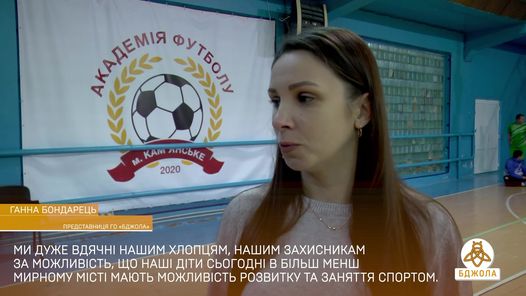 АКАДЕМІЯ ФУТБОЛУ
м. КАМ'ЯНСЬКЕ
2020
ГАННА БОНДАРЕЦЬ
ПРЕДСТАВНИЦЯ ГО «БДЖОЛА»
МИ ДУЖЕ ВДЯЧНІ НАШИМ ХЛОПЦЯМ, НАШИМ ЗАХИСНИКАМ
ЗА МОЖЛИВІСТЬ, ЩО НАШІ ДІТИ СЬОГОДНІ В БІЛЬШ МЕНШ
МИРНОМУ МІСТІ МАЮТЬ МОЖЛИВІСТЬ РОЗВИТКУ ТА ЗАНЯТТЯ СПОРТОМ.
БДЖОЛА